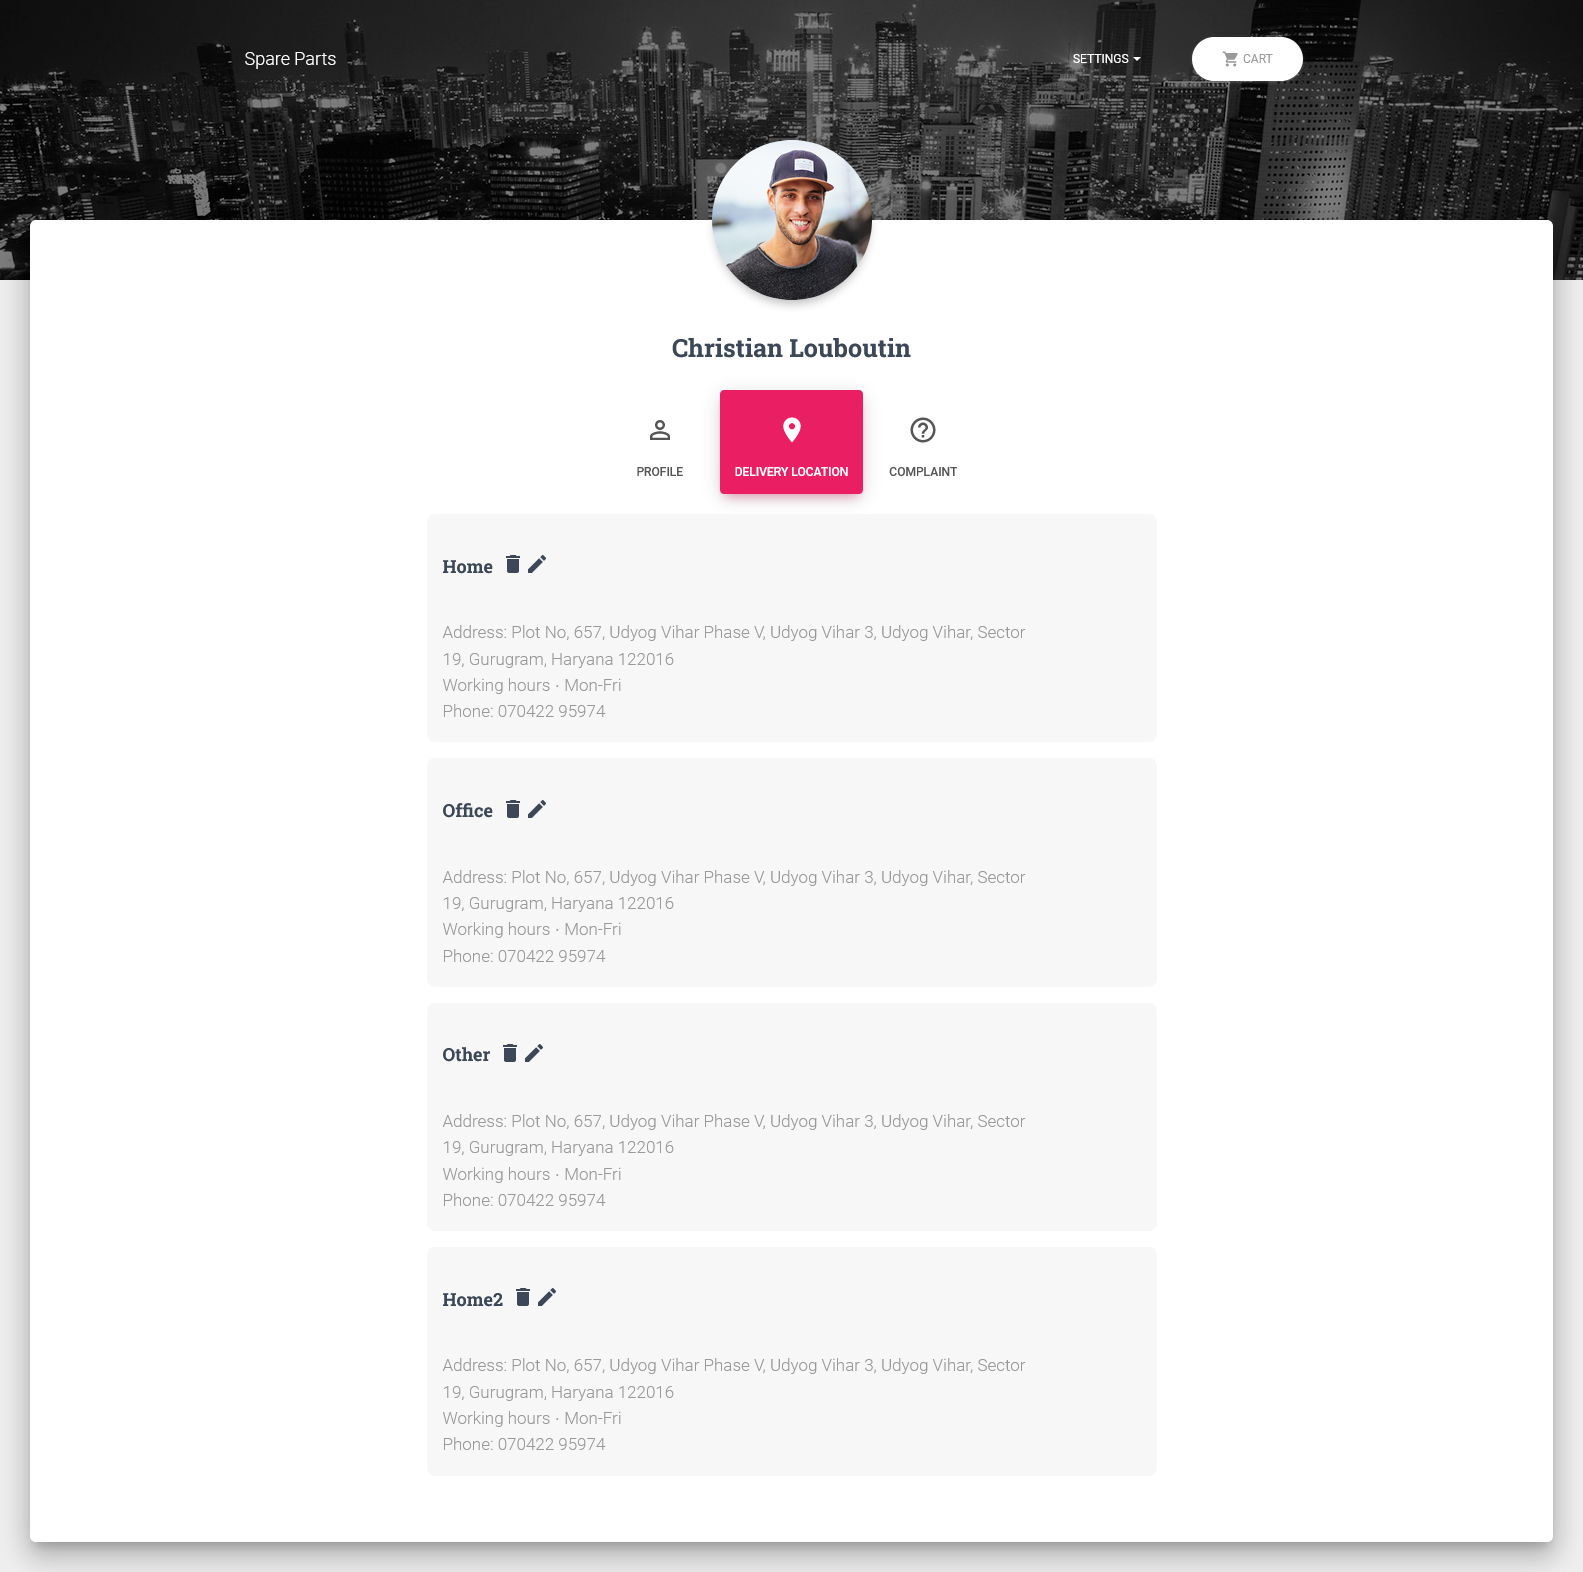 Spare Parts
SETTINGS
CART
Christian Louboutin
PROFILE
DELIVERY LOCATION
COMPLAINT
Home
Address: Plot No, 657, Udyog Vihar Phase V, Udyog Vihar 3, Udyog Vihar, Sector
19, Gurugram, Haryana 122016
Working hours · Mon-Fri
Phone: 070422 95974
Office
Address: Plot No, 657, Udyog Vihar Phase V, Udyog Vihar 3, Udyog Vihar, Sector
19, Gurugram, Haryana 122016
Working hours · Mon-Fri
Phone: 070422 95974
Other
Address: Plot No, 657, Udyog Vihar Phase V, Udyog Vihar 3, Udyog Vihar, Sector
19, Gurugram, Haryana 122016
Working hours · Mon-Fri
Phone: 070422 95974
Home2
Address: Plot No, 657, Udyog Vihar Phase V, Udyog Vihar 3, Udyog Vihar, Sector
19, Gurugram, Haryana 122016
Working hours · Mon-Fri
Phone: 070422 95974